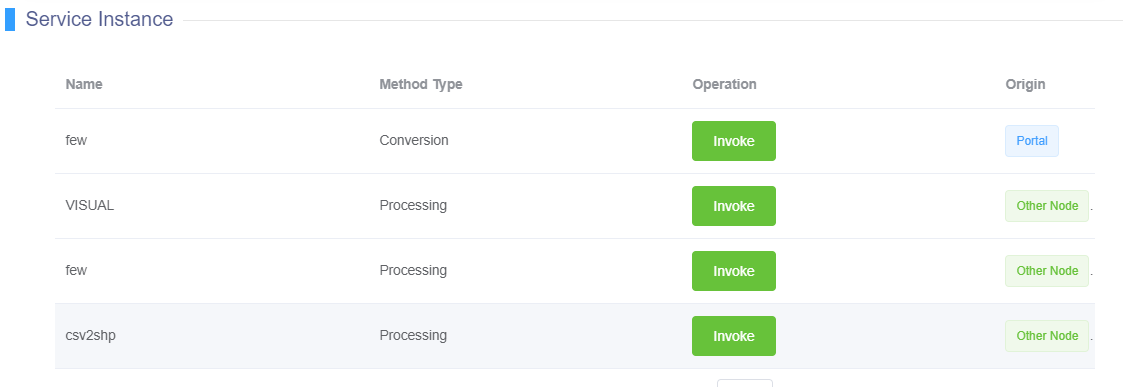 Service Instance
Name Method Type Operation Origin
few Conversion Invoke Portal
VISUAL Processing Invoke Other Node .
few Processing Invoke Other Node .
csv2shp Processing Invoke Other Node .